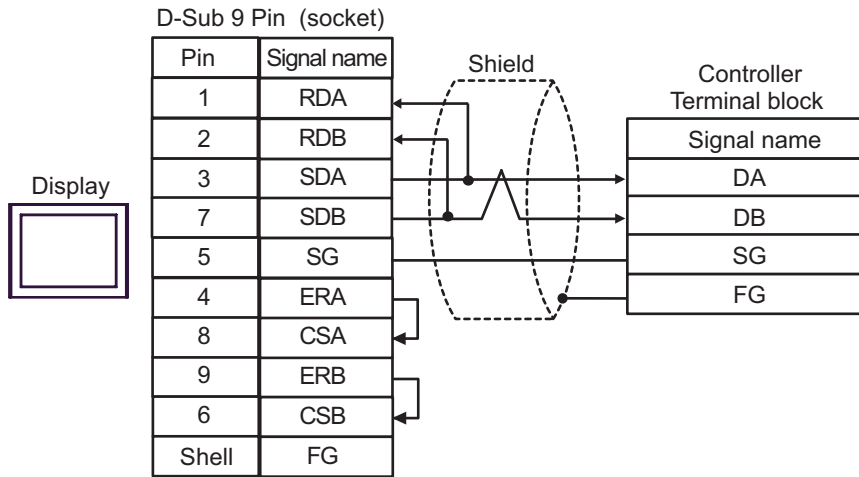 D-Sub 9 Pin (socket)
Pin Signal name
1 RDA
2 RDB
3 SDA
7 SDB
5 SG
4 ERA
8 CSA
9 ERB
6 CSB
Shell FG
Display
Shield
Controller
Terminal block
Signal name
DA
DB
SG
FG